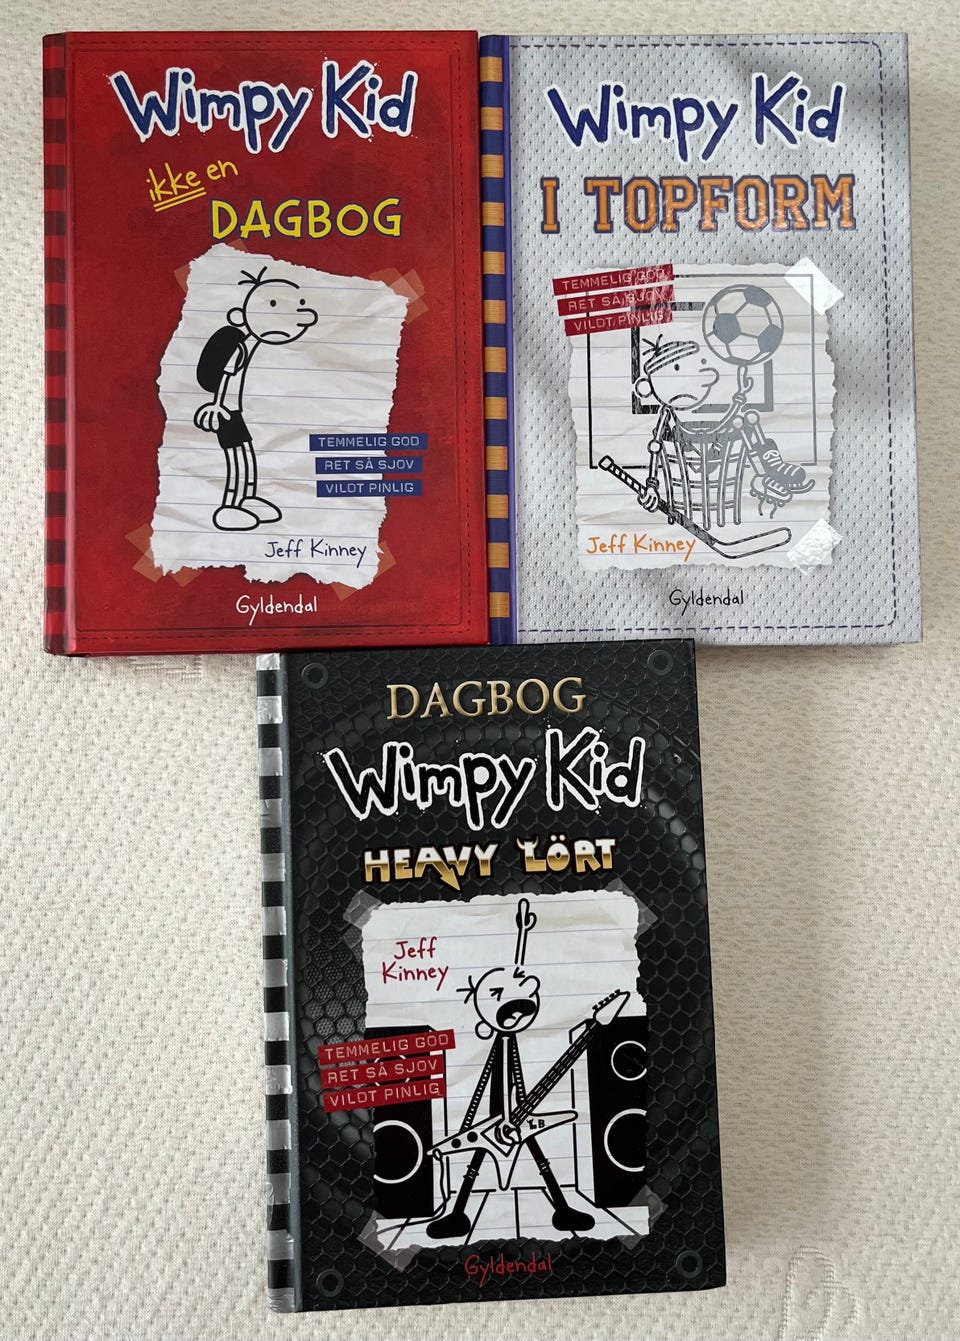 Wimpy Kid
ikke en
DAGBOG
TEMMELIG GOD
RET SÅ SJOV
VILDT PINLIG
Jeff Kinney
Gyldendal
Wimpy Kid
I TOPFORM
TEMMELIG GOD
RET SÅ SJOV
VILDT PINLIG
Jeff Kinney
Gyldendal
DAGBOG
Wimpy Kid
HEAVY LÖRT
Jeff
Kinney
TEMMELIG GOD
RET SÅ SJOV
VILDT PINLIG
LB
Gyldendal